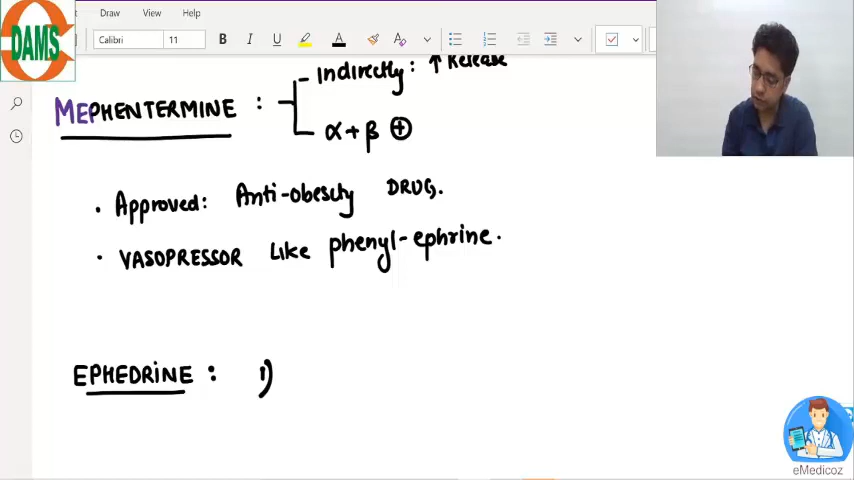 DAMS
Draw View
Calibri 11 B I U A A
– Indirectly: ↑ Release
MEPHENTERMINE :
α + β ⊕
• Approved: Anti-obesity DRUG.
• VASOPRESSOR Like phenyl-ephrine.
EPHEDRINE : 1)
eMedicoz